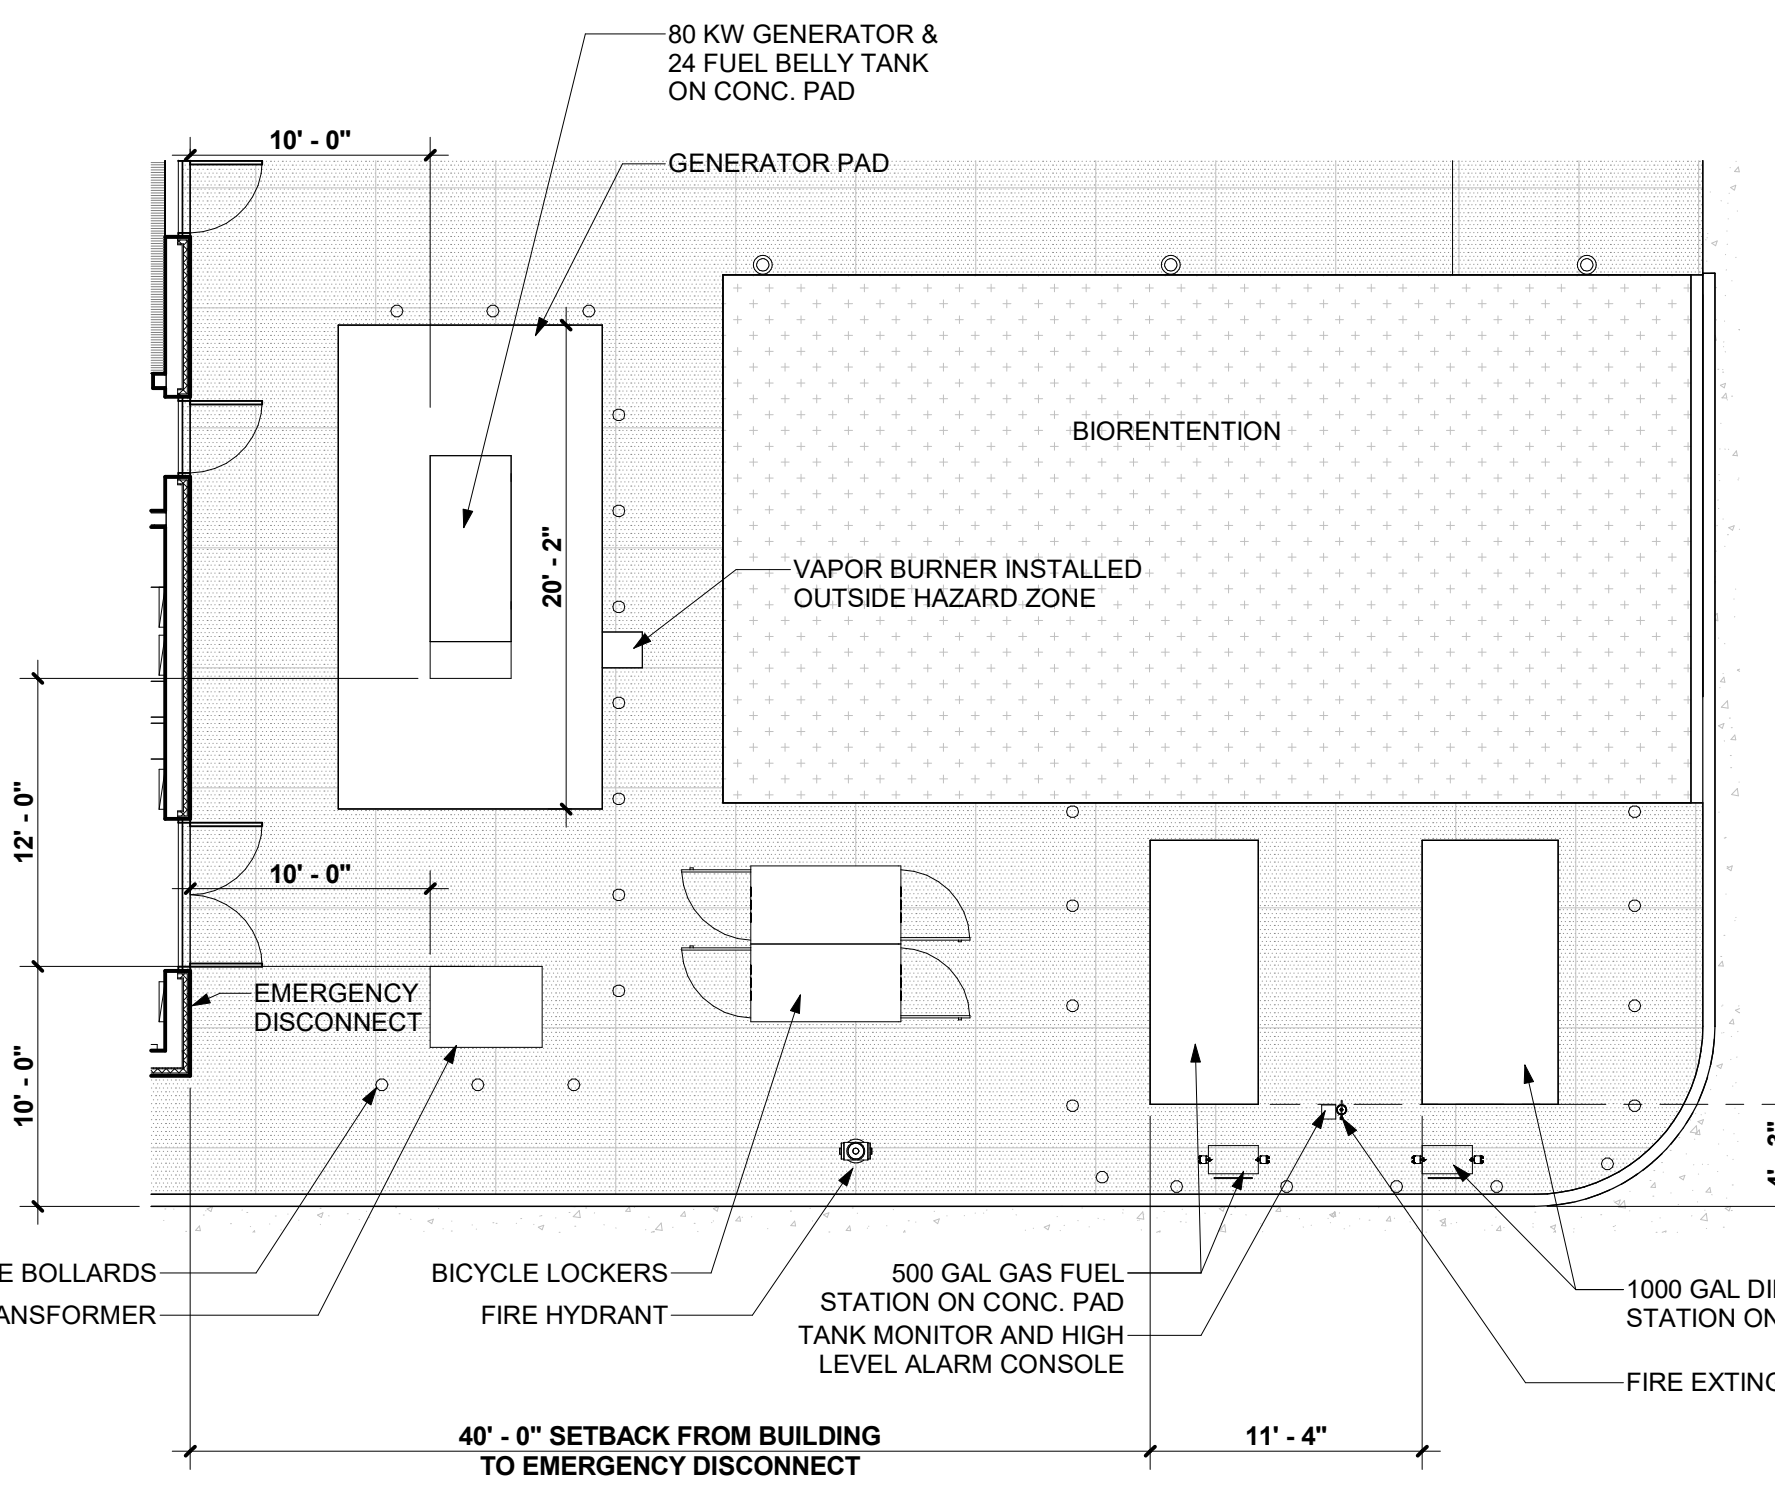 80 KW GENERATOR &
24 FUEL BELLY TANK
ON CONC. PAD
10' - 0"
GENERATOR PAD
BIORENTENTION
20' - 2"
VAPOR BURNER INSTALLED
OUTSIDE HAZARD ZONE
12' - 0"
10' - 0"
EMERGENCY
DISCONNECT
10' - 0"
BOLLARDS
BICYCLE LOCKERS
FIRE HYDRANT
500 GAL GAS FUEL
STATION ON CONC. PAD
TANK MONITOR AND HIGH
LEVEL ALARM CONSOLE
1000 GAL
STATION ON
FIRE
40' - 0" SETBACK FROM BUILDING
TO EMERGENCY DISCONNECT
11' - 4"